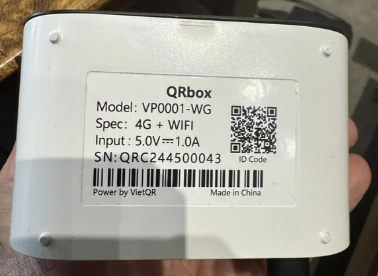 QRbox
Model: VP0001-WG
Spec: 4G + WIFI
Input : 5.0V⎓1.0A
SN:QRC244500043
ID Code
Power by VietQR Made in China